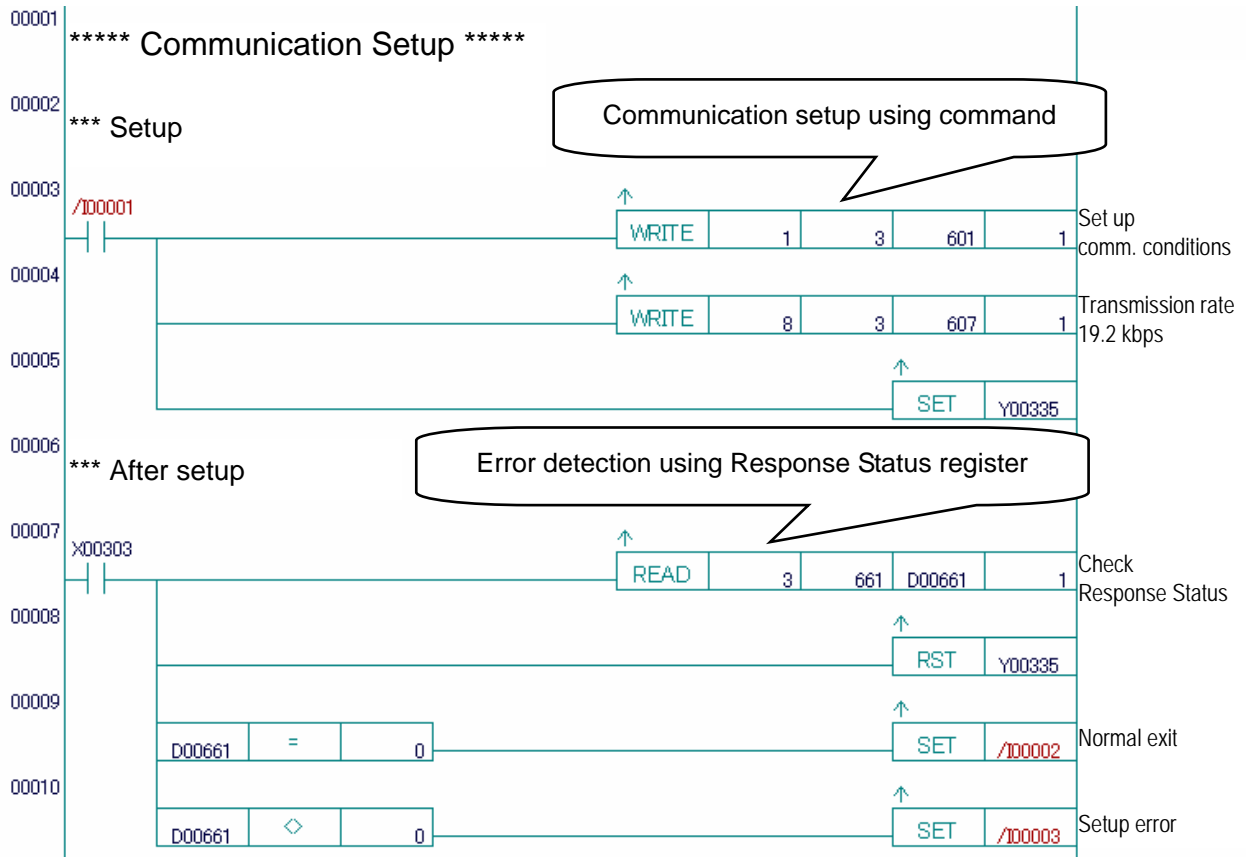 00001
***** Communication Setup *****
00002
*** Setup
Communication setup using command
00003
/I00001
↑
WRITE 1 3 601 1
Set up
comm. conditions
00004
↑
WRITE 8 3 607 1
Transmission rate
19.2 kbps
00005
↑
SET Y00335
00006
*** After setup
Error detection using Response Status register
00007
X00303
↑
READ 3 661 D00661 1
Check
Response Status
00008
↑
RST Y00335
00009
↑
D00661 = 0 SET /I00002
Normal exit
00010
↑
D00661 <> 0 SET /I00003
Setup error